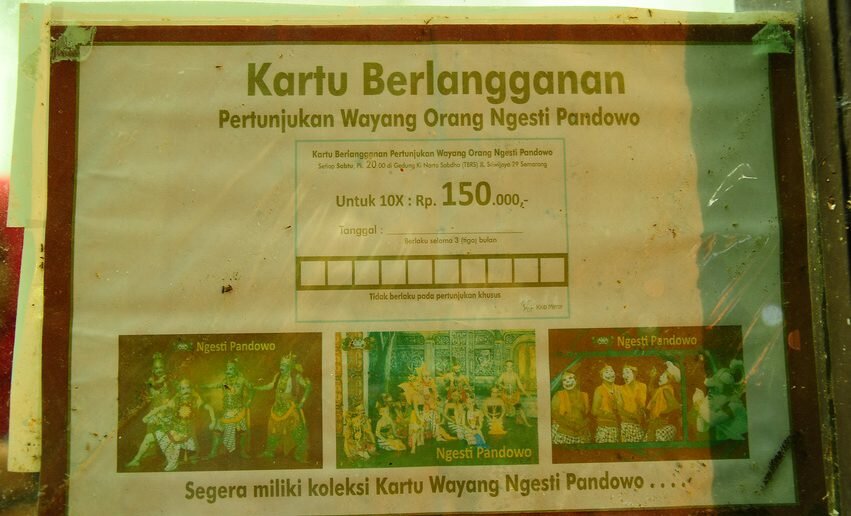 Kartu Berlangganan
Pertunjukan Wayang Orang Ngesti Pandowo
Kartu Berlangganan Pertunjukan Wayang Orang Ngesti Pandowo
Setiap Sabtu, Pk. 20.00 di Gedung Ki Narto Sabdho (TBRS) JL. Sriwijaya 29 Semarang
Untuk 10X : Rp. 150.000,-
Tanggal :
Berlaku selama 3 (tiga) bulan
Tidak berlaku pada pertunjukan khusus
Klub Merar
Ngesti Pandowo
Ngesti Pandowo
Ngesti Pandowo
Segera miliki koleksi Kartu Wayang Ngesti Pandowo . . . .